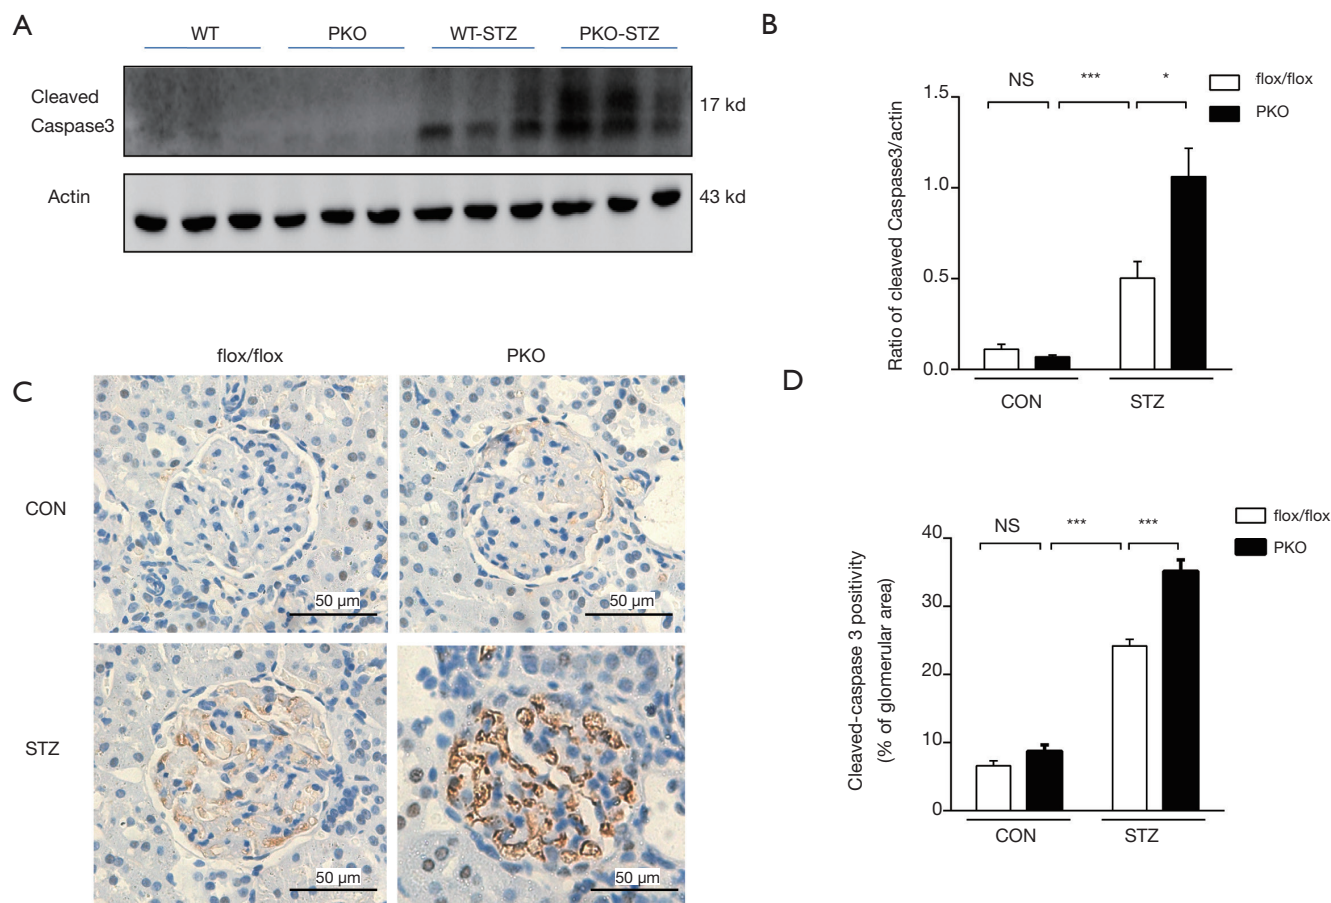 A
WT
PKO
WT-STZ
PKO-STZ
Cleaved
Caspase3
17 kd
Actin
43 kd
B
NS
***
*
flox/flox
PKO
Ratio of cleaved Caspase3/actin
1.5
1.0
0.5
0.0
CON
STZ
C
flox/flox
PKO
CON
50 µm
50 µm
STZ
50 µm
50 µm
D
NS
***
***
flox/flox
PKO
Cleaved-caspase 3 positivity
(% of glomerular area)
40
30
20
10
0
CON
STZ